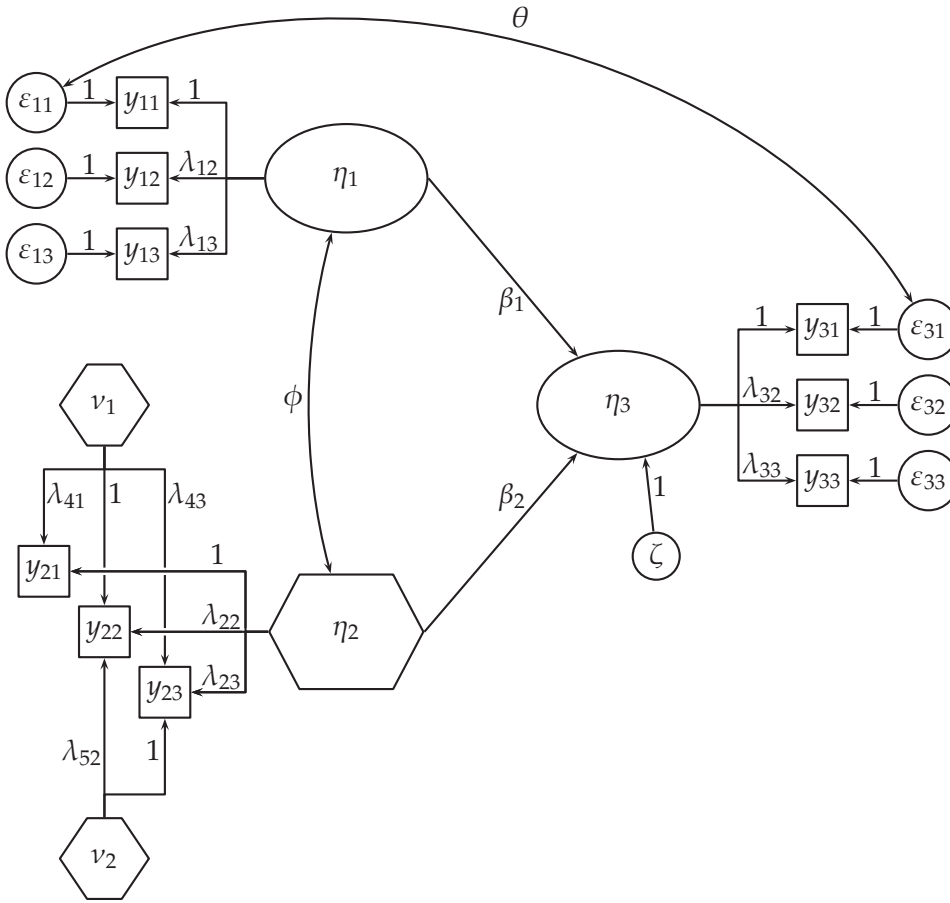 θ
ε₁₁ 1 y₁₁ 1
ε₁₂ 1 y₁₂ λ₁₂ η₁
ε₁₃ 1 y₁₃ λ₁₃
β₁
1 y₃₁ 1 ε₃₁
ν₁ ϕ η₃ λ₃₂ y₃₂ 1 ε₃₂
λ₄₁ 1 λ₄₃ β₂ 1 λ₃₃ y₃₃ 1 ε₃₃
y₂₁ 1 ζ
y₂₂ λ₂₂ η₂
y₂₃ λ₂₃
λ₅₂ 1
ν₂